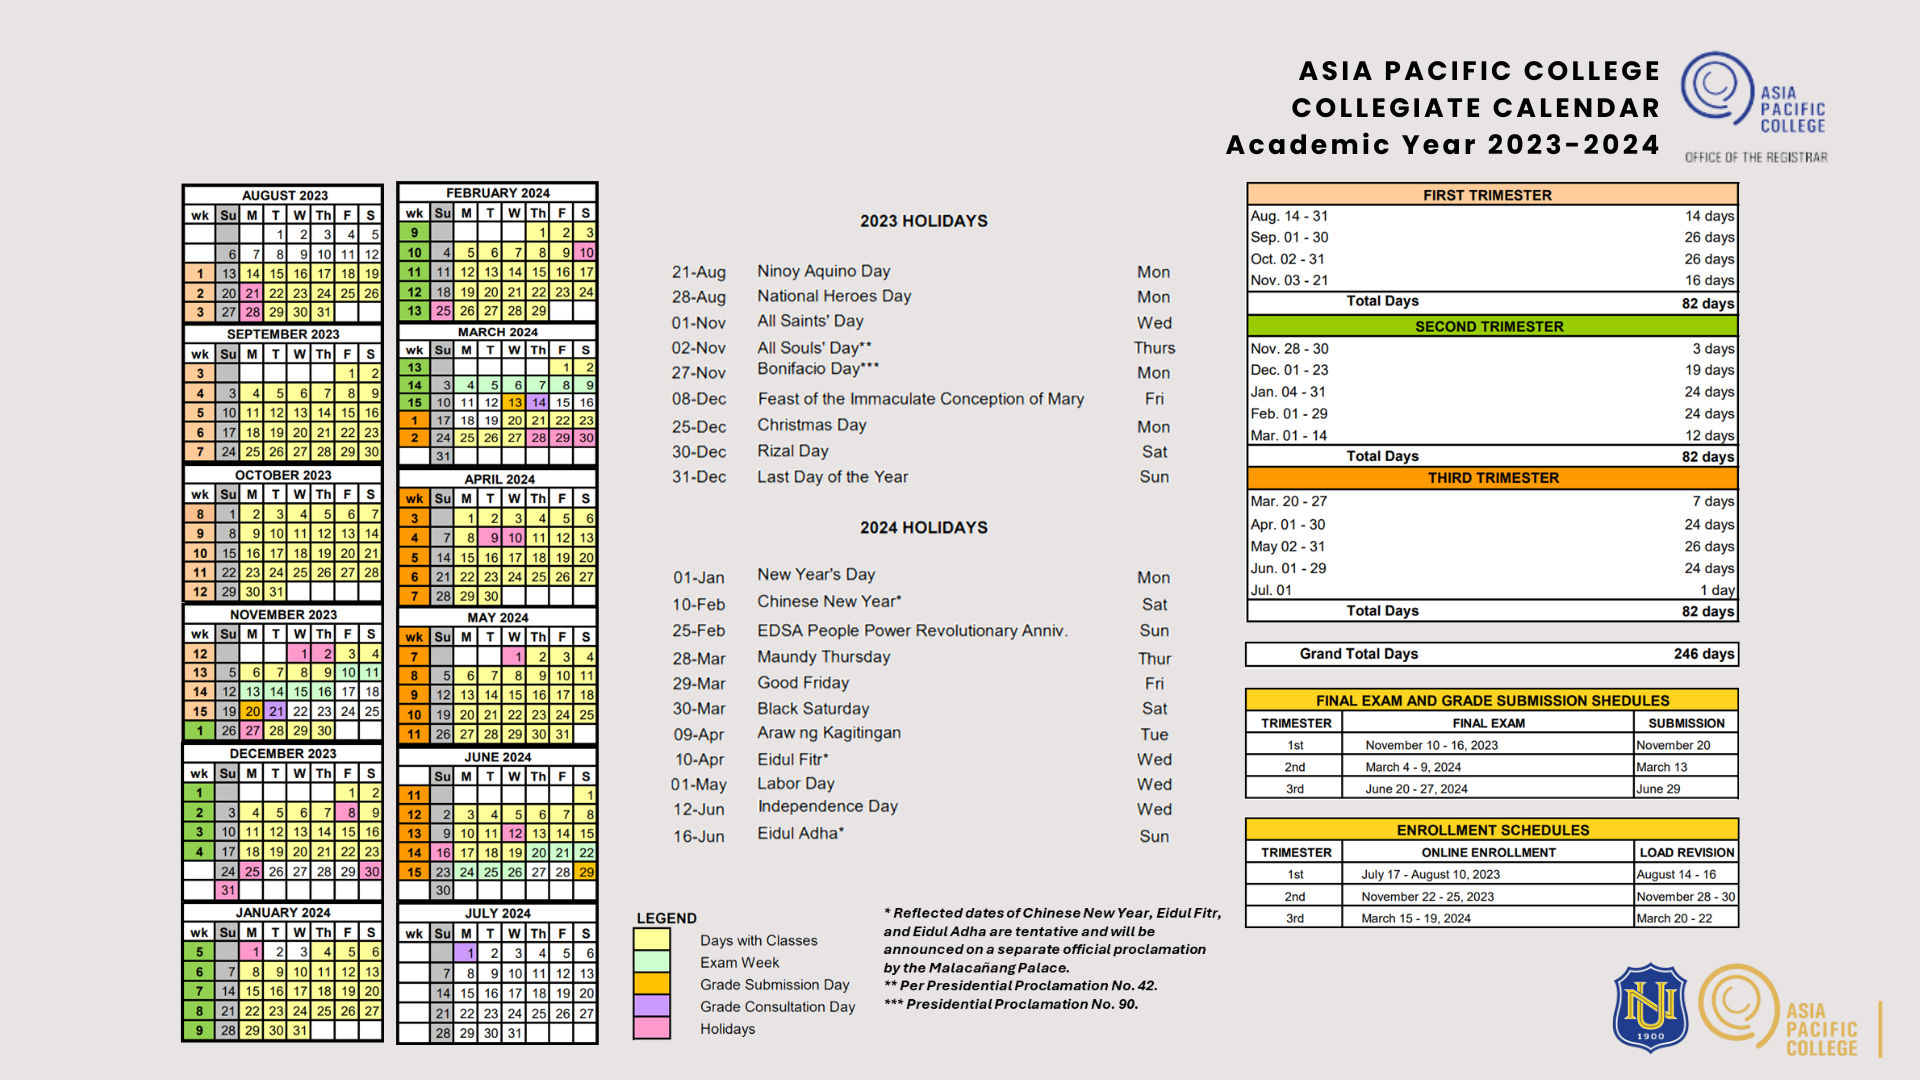 ASIA PACIFIC COLLEGE
COLLEGIATE CALENDAR
Academic Year 2023-2024
ASIA
PACIFIC
COLLEGE
OFFICE OF THE REGISTRAR
AUGUST 2023
wk Su M T W Th F S
1 2 3 4 5
6 7 8 9 10 11 12
1 13 14 15 16 17 18 19
2 20 21 22 23 24 25 26
3 27 28 29 30 31
SEPTEMBER 2023
wk Su M T W Th F S
3 1 2
4 3 4 5 6 7 8 9
5 10 11 12 13 14 15 16
6 17 18 19 20 21 22 23
7 24 25 26 27 28 29 30
OCTOBER 2023
wk Su M T W Th F S
8 1 2 3 4 5 6 7
9 8 9 10 11 12 13 14
10 15 16 17 18 19 20 21
11 22 23 24 25 26 27 28
12 29 30 31
NOVEMBER 2023
wk Su M T W Th F S
12 1 2 3 4
13 5 6 7 8 9 10 11
14 12 13 14 15 16 17 18
15 19 20 21 22 23 24 25
1 26 27 28 29 30
DECEMBER 2023
wk Su M T W Th F S
1 1 2
2 3 4 5 6 7 8 9
3 10 11 12 13 14 15 16
4 17 18 19 20 21 22 23
24 25 26 27 28 29 30
31
JANUARY 2024
wk Su M T W Th F S
5 1 2 3 4 5 6
6 7 8 9 10 11 12 13
7 14 15 16 17 18 19 20
8 21 22 23 24 25 26 27
9 28 29 30 31
FEBRUARY 2024
wk Su M T W Th F S
9 1 2 3
10 4 5 6 7 8 9 10
11 11 12 13 14 15 16 17
12 18 19 20 21 22 23 24
13 25 26 27 28 29
MARCH 2024
wk Su M T W Th F S
13 1 2
14 3 4 5 6 7 8 9
15 10 11 12 13 14 15 16
1 17 18 19 20 21 22 23
2 24 25 26 27 28 29 30
31
APRIL 2024
wk Su M T W Th F S
3 1 2 3 4 5 6
4 7 8 9 10 11 12 13
5 14 15 16 17 18 19 20
6 21 22 23 24 25 26 27
7 28 29 30
MAY 2024
wk Su M T W Th F S
7 1 2 3 4
8 5 6 7 8 9 10 11
9 12 13 14 15 16 17 18
10 19 20 21 22 23 24 25
11 26 27 28 29 30 31
JUNE 2024
Su M T W Th F S
11 1
12 2 3 4 5 6 7 8
13 9 10 11 12 13 14 15
14 16 17 18 19 20 21 22
15 23 24 25 26 27 28 29
30
JULY 2024
wk Su M T W Th F S
1 2 3 4 5 6
7 8 9 10 11 12 13
14 15 16 17 18 19 20
21 22 23 24 25 26 27
28 29 30 31
2023 HOLIDAYS
21-Aug Ninoy Aquino Day Mon
28-Aug National Heroes Day Mon
01-Nov All Saints' Day Wed
02-Nov All Souls' Day** Thurs
27-Nov Bonifacio Day*** Mon
08-Dec Feast of the Immaculate Conception of Mary Fri
25-Dec Christmas Day Mon
30-Dec Rizal Day Sat
31-Dec Last Day of the Year Sun
2024 HOLIDAYS
01-Jan New Year's Day Mon
10-Feb Chinese New Year* Sat
25-Feb EDSA People Power Revolutionary Anniv. Sun
28-Mar Maundy Thursday Thur
29-Mar Good Friday Fri
30-Mar Black Saturday Sat
09-Apr Araw ng Kagitingan Tue
10-Apr Eidul Fitr* Wed
01-May Labor Day Wed
12-Jun Independence Day Wed
16-Jun Eidul Adha* Sun
LEGEND
Days with Classes
Exam Week
Grade Submission Day
Grade Consultation Day
Holidays
* Reflected dates of Chinese New Year, Eidul Fitr,
and Eidul Adha are tentative and will be
announced on a separate official proclamation
by the Malacañang Palace.
** Per Presidential Proclamation No. 42.
*** Presidential Proclamation No. 90.
FIRST TRIMESTER
Aug. 14 - 31 14 days
Sep. 01 - 30 26 days
Oct. 02 - 31 26 days
Nov. 03 - 21 16 days
Total Days 82 days
SECOND TRIMESTER
Nov. 28 - 30 3 days
Dec. 01 - 23 19 days
Jan. 04 - 31 24 days
Feb. 01 - 29 24 days
Mar. 01 - 14 12 days
Total Days 82 days
THIRD TRIMESTER
Mar. 20 - 27 7 days
Apr. 01 - 30 24 days
May 02 - 31 26 days
Jun. 01 - 29 24 days
Jul. 01 1 day
Total Days 82 days
Grand Total Days 246 days
FINAL EXAM AND GRADE SUBMISSION SHEDULES
TRIMESTER FINAL EXAM SUBMISSION
1st November 10 - 16, 2023 November 20
2nd March 4 - 9, 2024 March 13
3rd June 20 - 27, 2024 June 29
ENROLLMENT SCHEDULES
TRIMESTER ONLINE ENROLLMENT LOAD REVISION
1st July 17 - August 10, 2023 August 14 - 16
2nd November 22 - 25, 2023 November 28 - 30
3rd March 15 - 19, 2024 March 20 - 22
NU
1900
ASIA
PACIFIC
COLLEGE